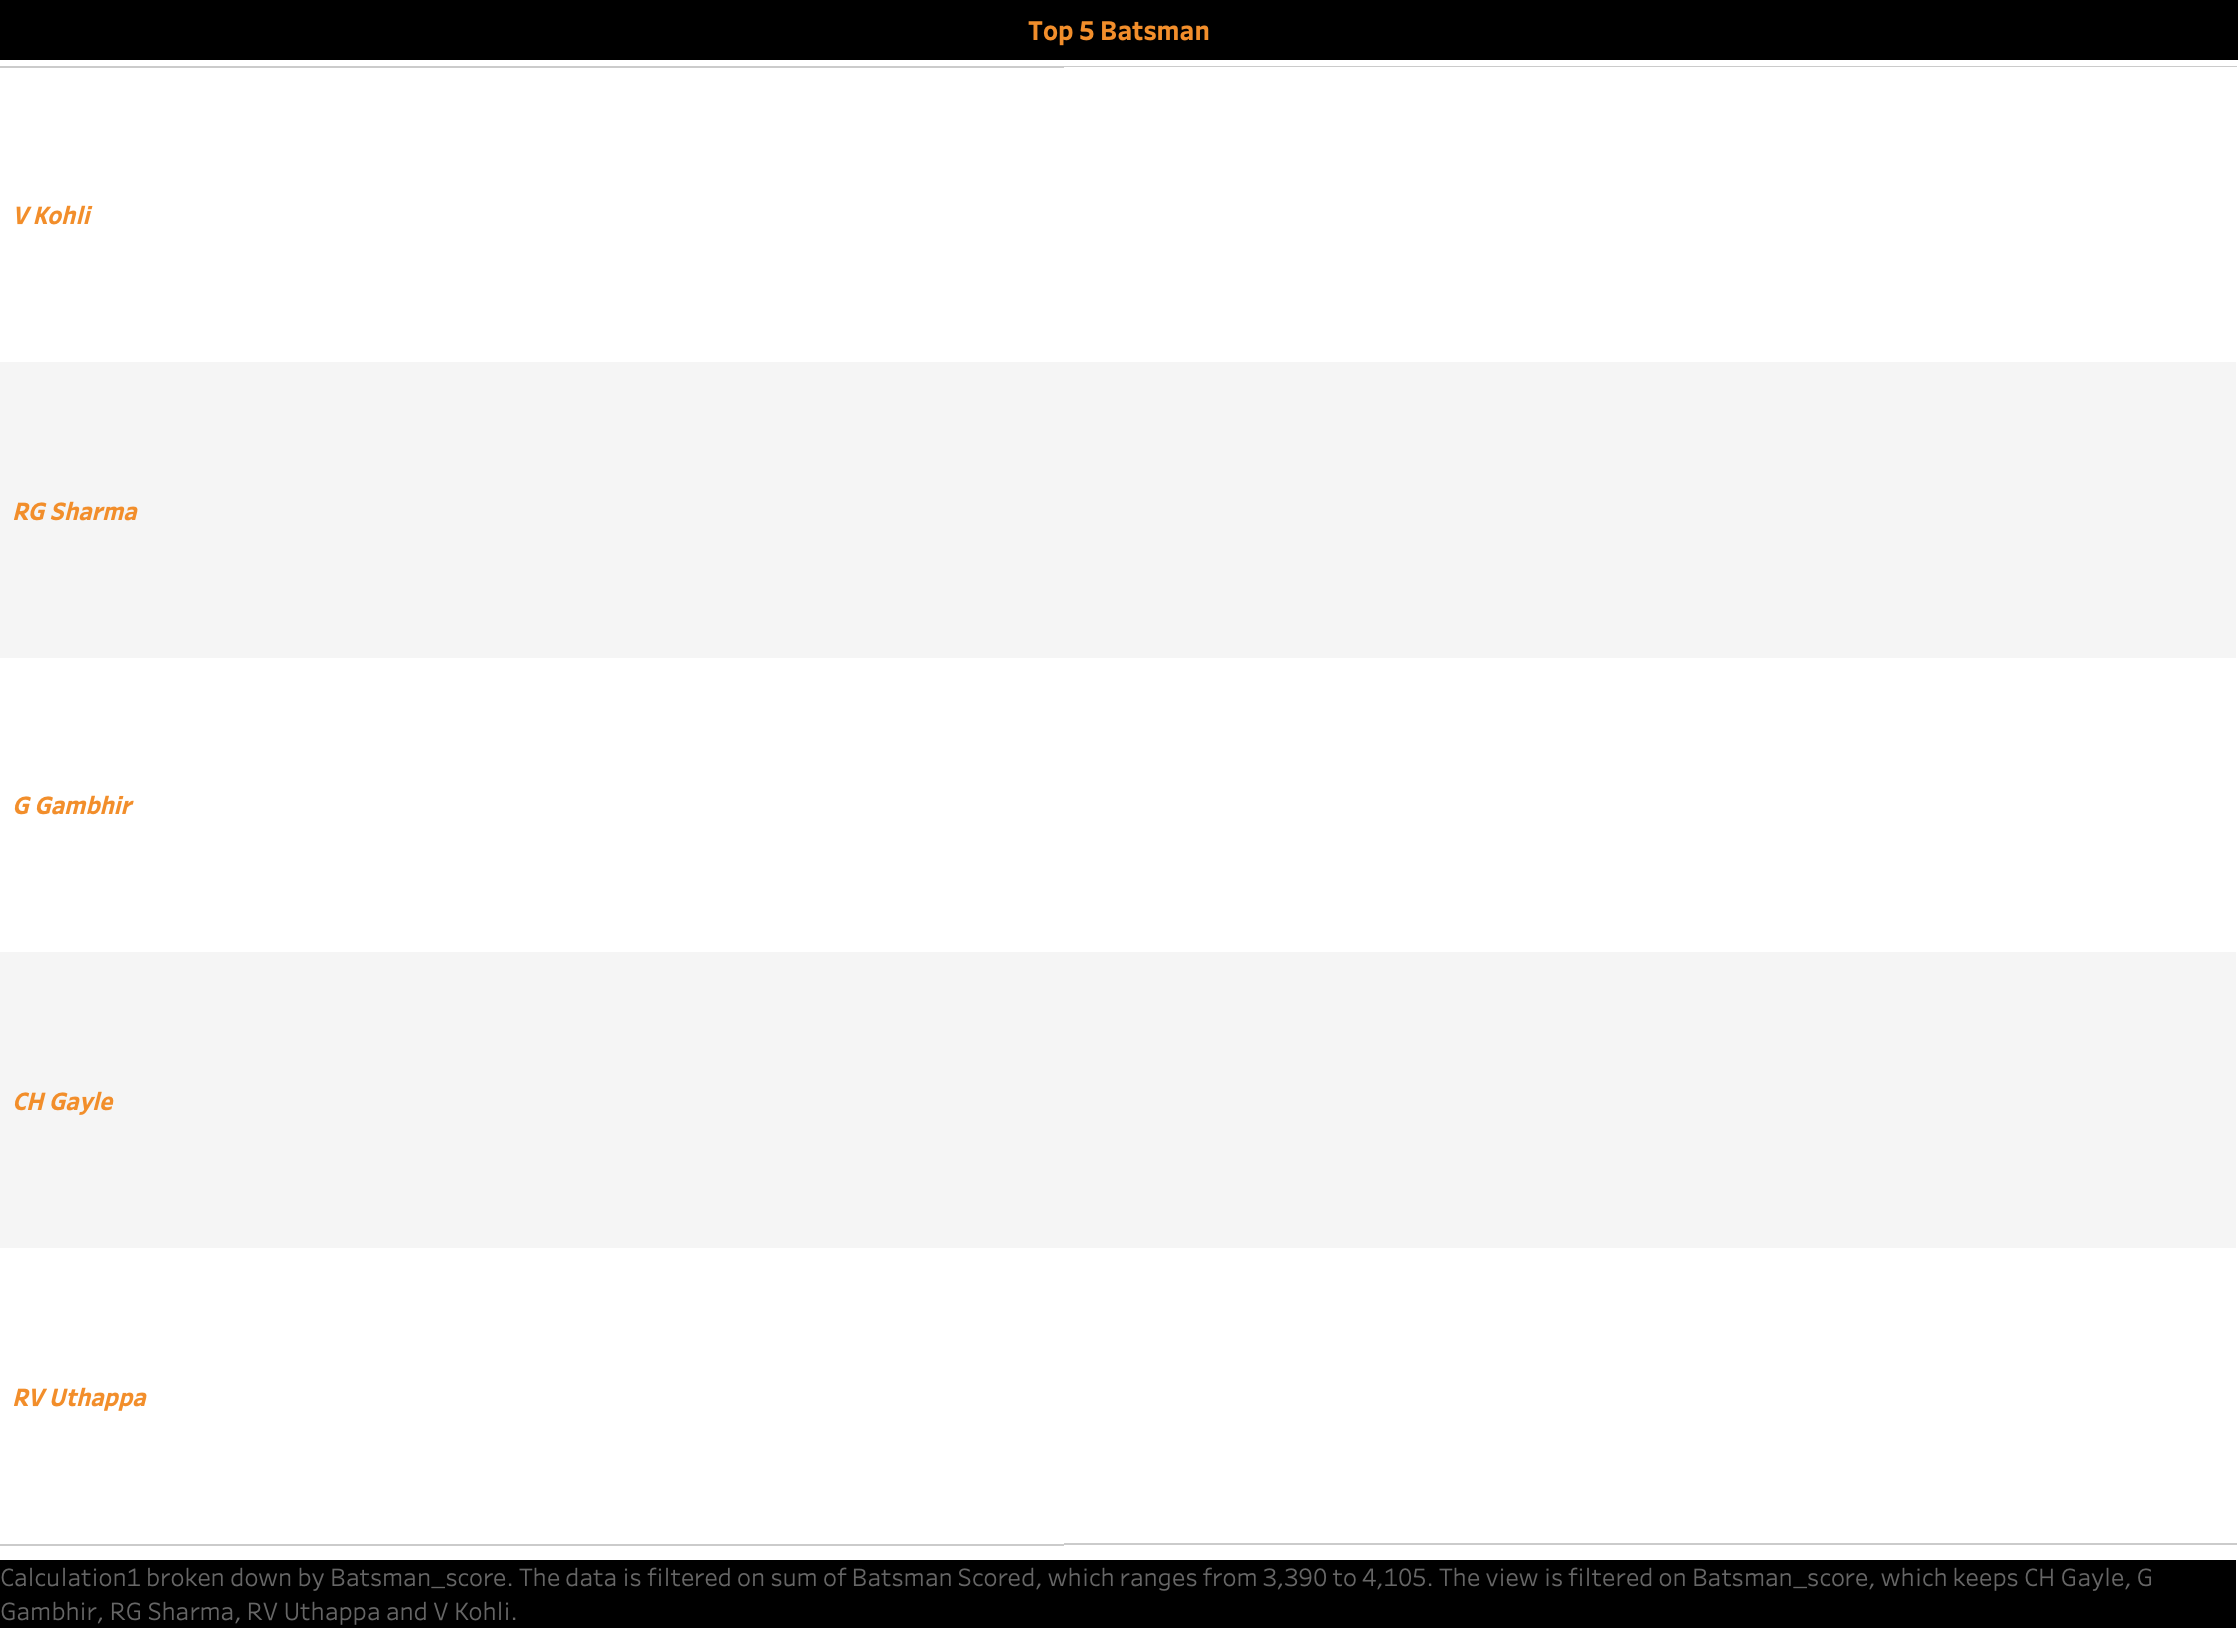 Top 5 Batsman
V Kohli
RG Sharma
G Gambhir
CH Gayle
RV Uthappa
Calculation1 broken down by Batsman_score. The data is filtered on sum of Batsman Scored, which ranges from 3,390 to 4,105. The view is filtered on Batsman_score, which keeps CH Gayle, G
Gambhir, RG Sharma, RV Uthappa and V Kohli.